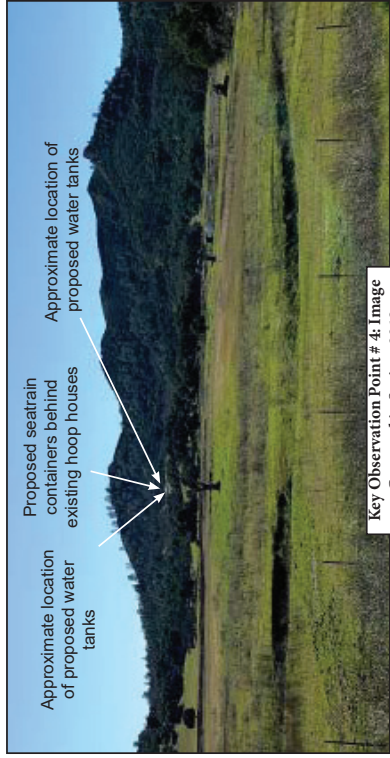 Approximate location
of proposed water
tanks
Proposed seatrain
containers behind
existing hoop houses
Approximate location of
proposed water tanks
Key Observation Point # 4: Image